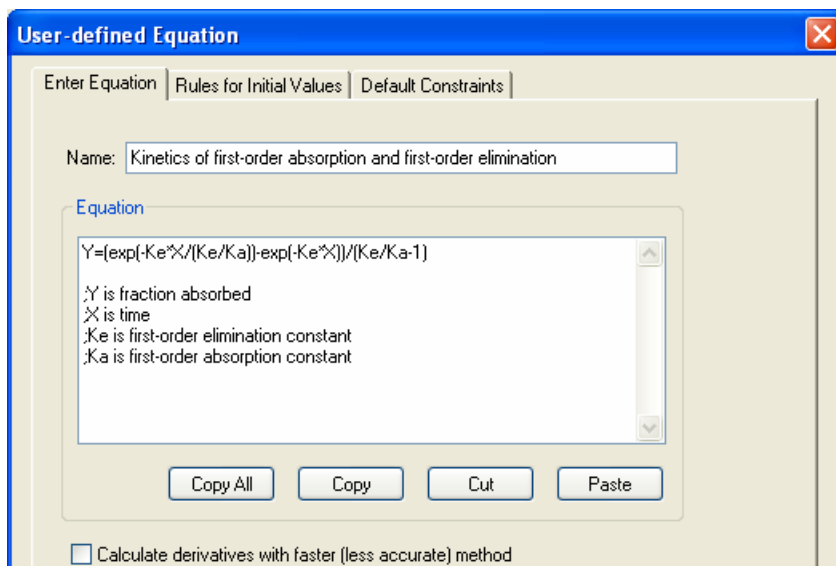 User-defined Equation
Enter Equation Rules for Initial Values Default Constraints
Name: Kinetics of first-order absorption and first-order elimination
Equation
Y=(exp(-Ke*X/(Ke/Ka))-exp(-Ke*X))/(Ke/Ka-1)
;Y is fraction absorbed
;X is time
;Ke is first-order elimination constant
;Ka is first-order absorption constant
Copy All Copy Cut Paste
Calculate derivatives with faster (less accurate) method